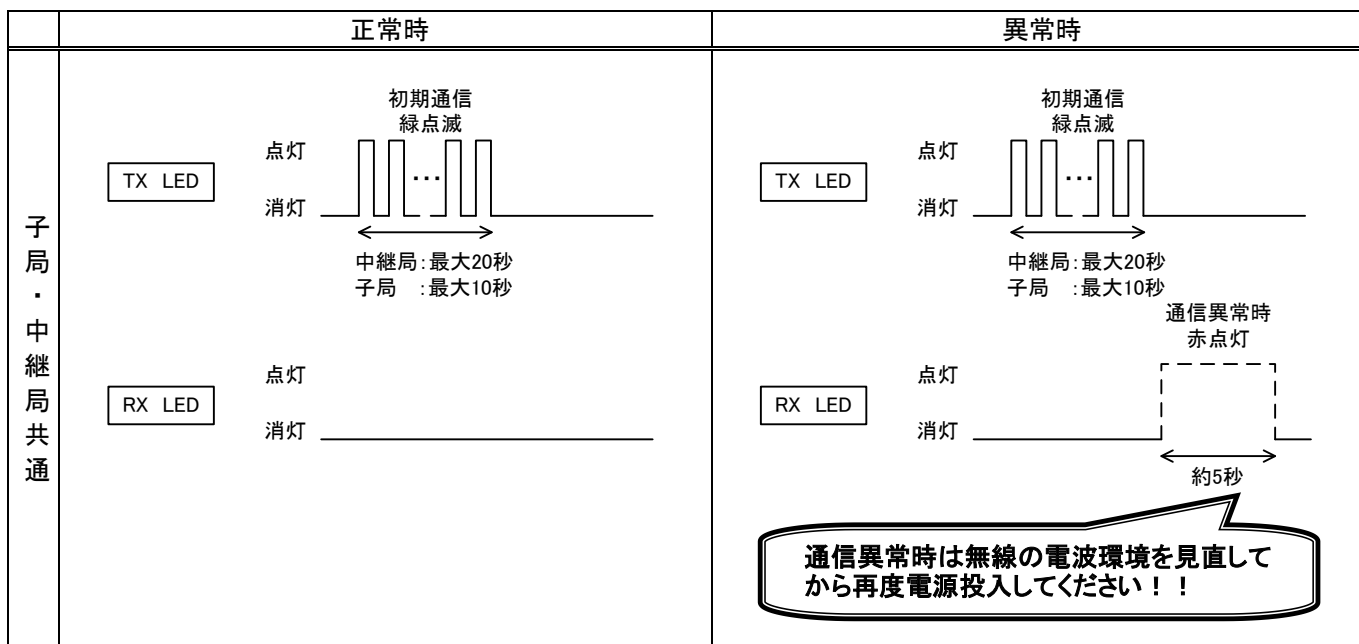 正常時
異常時
子局・中継局共通
初期通信
緑点滅
点灯
TX LED
・・・
消灯
中継局:最大20秒
子局 :最大10秒
点灯
RX LED
消灯
初期通信
緑点滅
点灯
TX LED
・・・
消灯
中継局:最大20秒
子局 :最大10秒
通信異常時
赤点灯
点灯
RX LED
消灯
約5秒
通信異常時は無線の電波環境を見直して
から再度電源投入してください!!